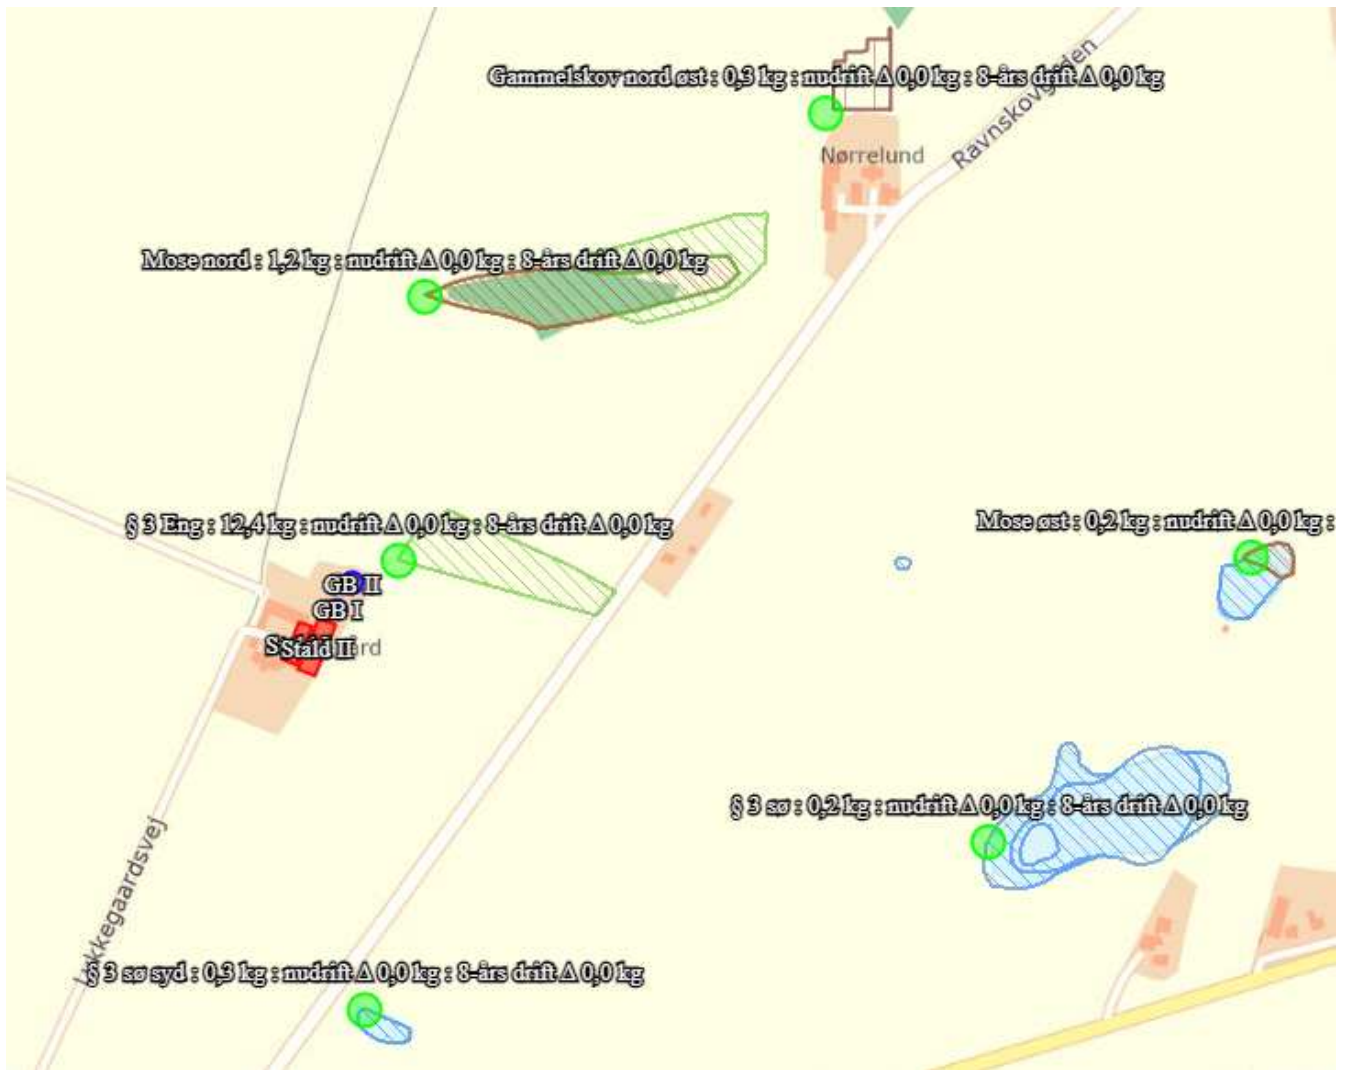 Gammelskov nord øst : 0,3 kg : nudrift Δ 0,0 kg : 8-års drift Δ 0,0 kg
Ravnskovgyden
Nørrelund
Mose nord : 1,2 kg : nudrift Δ 0,0 kg : 8-års drift Δ 0,0 kg
§ 3 Eng : 12,4 kg : nudrift Δ 0,0 kg : 8-års drift Δ 0,0 kg
Mose øst : 0,2 kg : nudrift Δ 0,0 kg :
GB II
GB I
Stald II
§ 3 sø : 0,2 kg : nudrift Δ 0,0 kg : 8-års drift Δ 0,0 kg
Lykkegaardsvej
§ 3 sø syd : 0,3 kg : nudrift Δ 0,0 kg : 8-års drift Δ 0,0 kg